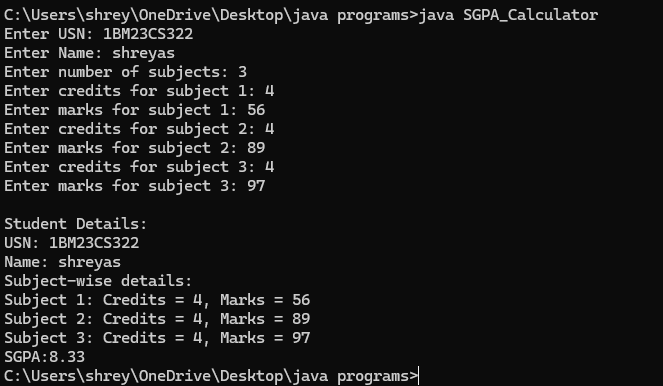 C:\Users\shrey\OneDrive\Desktop\java programs>java SGPA_Calculator
Enter USN: 1BM23CS322
Enter Name: shreyas
Enter number of subjects: 3
Enter credits for subject 1: 4
Enter marks for subject 1: 56
Enter credits for subject 2: 4
Enter marks for subject 2: 89
Enter credits for subject 3: 4
Enter marks for subject 3: 97

Student Details:
USN: 1BM23CS322
Name: shreyas
Subject-wise details:
Subject 1: Credits = 4, Marks = 56
Subject 2: Credits = 4, Marks = 89
Subject 3: Credits = 4, Marks = 97
SGPA:8.33
C:\Users\shrey\OneDrive\Desktop\java programs>